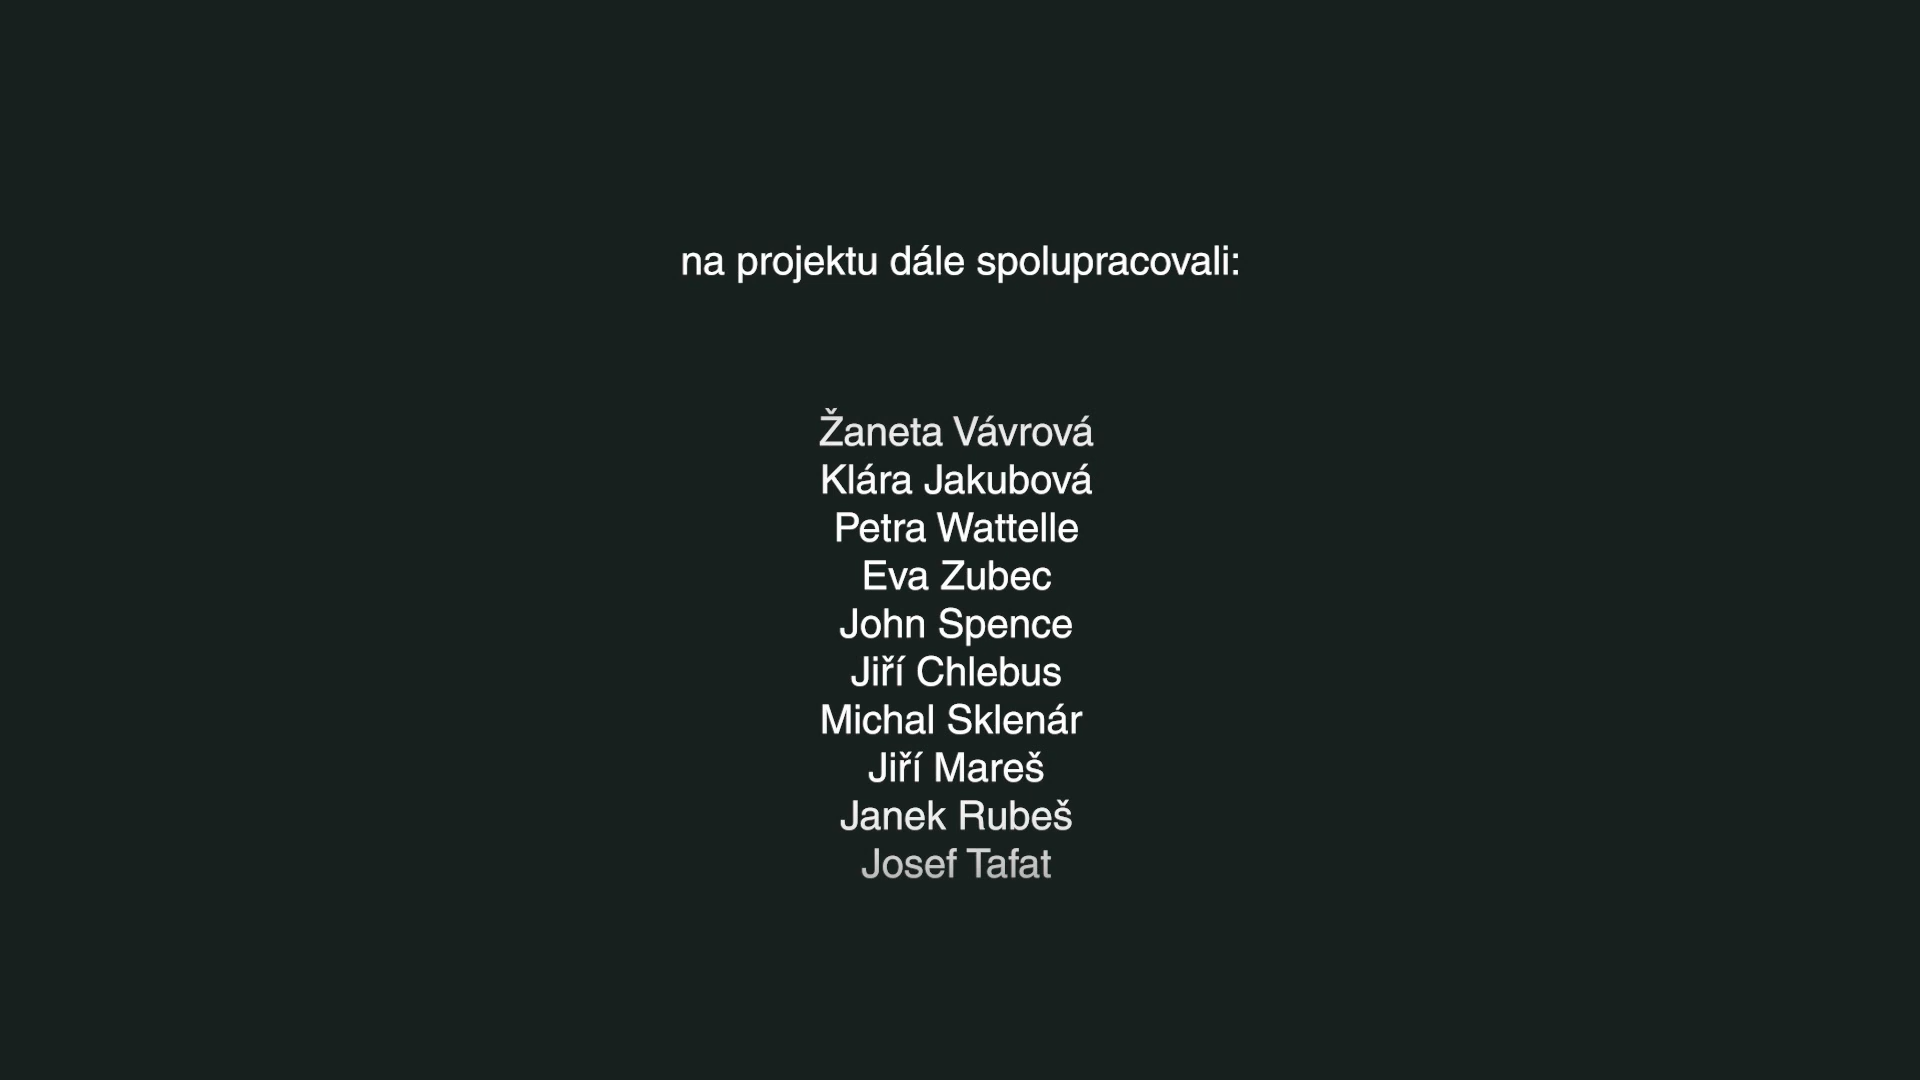 na projektu dále spolupracovali:
Žaneta Vávrová
Klára Jakubová
Petra Wattelle
Eva Zubec
John Spence
Jiří Chlebus
Michal Sklenár
Jiří Mareš
Janek Rubeš
Josef Tafat